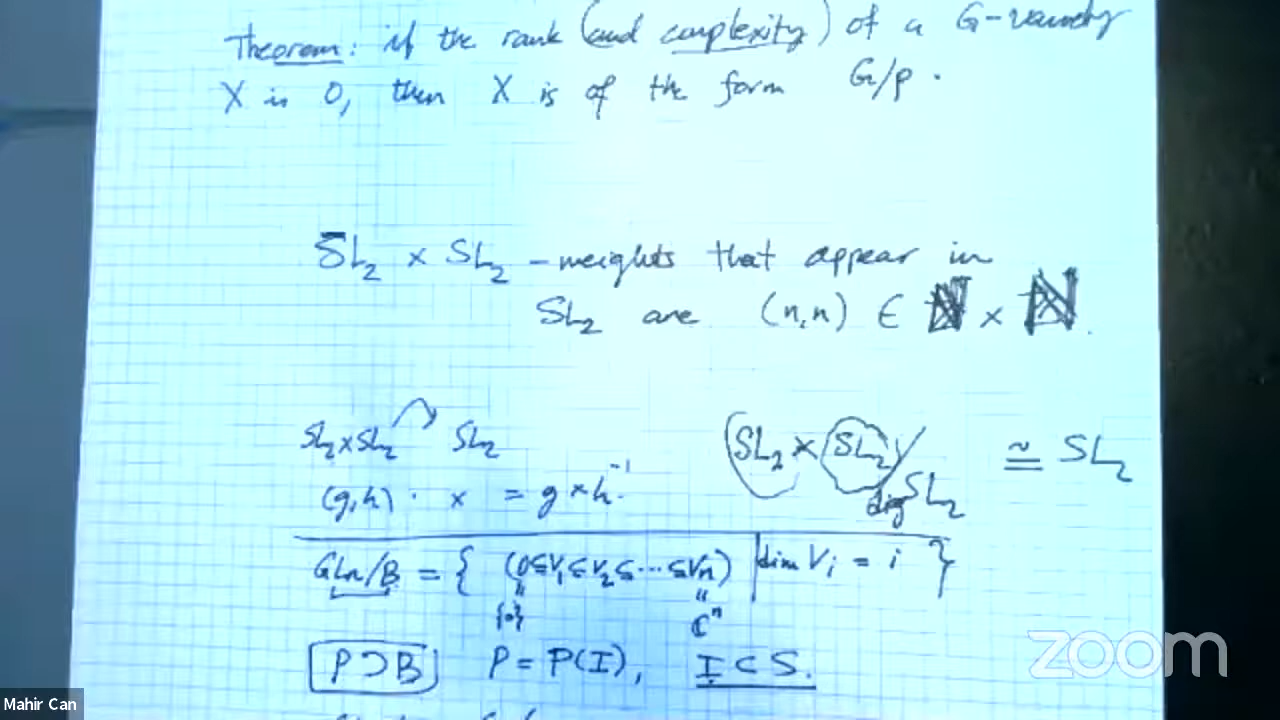 Theorem: if the rank (and complexity) of a G-variety
X is 0, then X is of the form G/P.
SL₂ × SL₂ - weights that appear in
SL₂ are (n,n) ∈ ℕ × ℕ.
SL₂×SL₂ ↷ SL₂
(g,h) · x = g x h⁻¹.
SL₂ × SL₂ / diag SL₂ ≅ SL₂
GLn/B = { (0⊆V₁⊆V₂⊆⋯⊆Vn) | dim Vᵢ = i }
" "
{0} ℂⁿ
P⊃B P = P(I), I ⊂ S.
zoom
Mahir Can